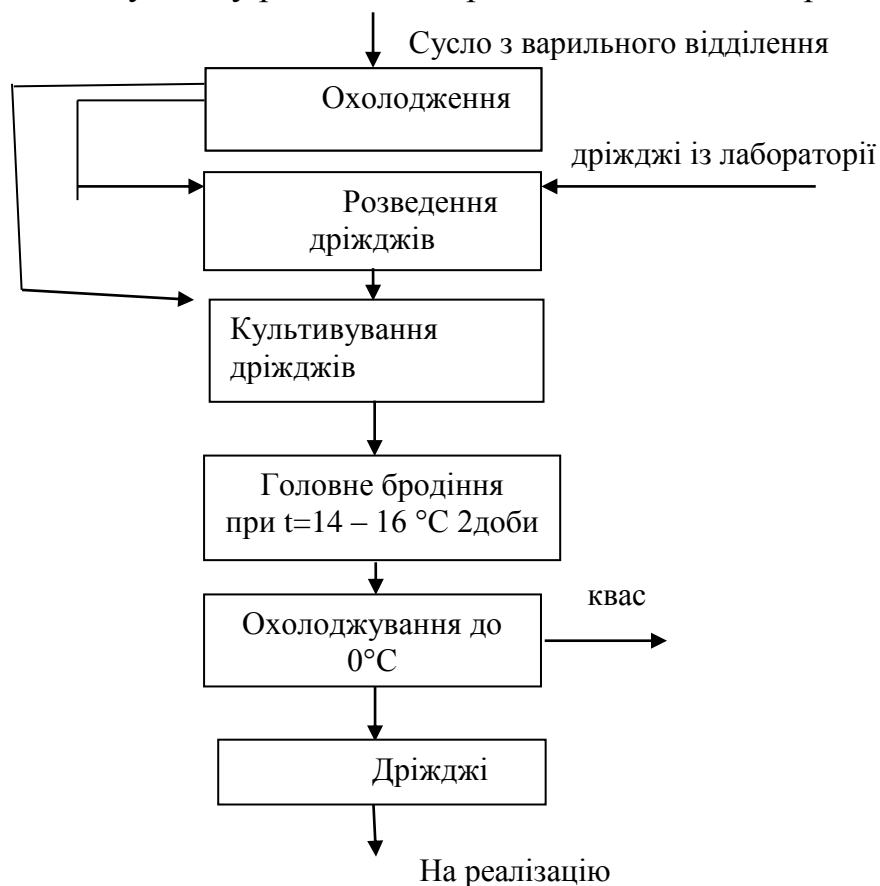 Сусло з варильного відділення
Охолодження
дріжджі із лабораторії
Розведення
дріжджів
Культивування
дріжджів
Головне бродіння
при t=14 – 16 °С 2доби
квас
Охолоджування до
0°С
Дріжджі
На реалізацію